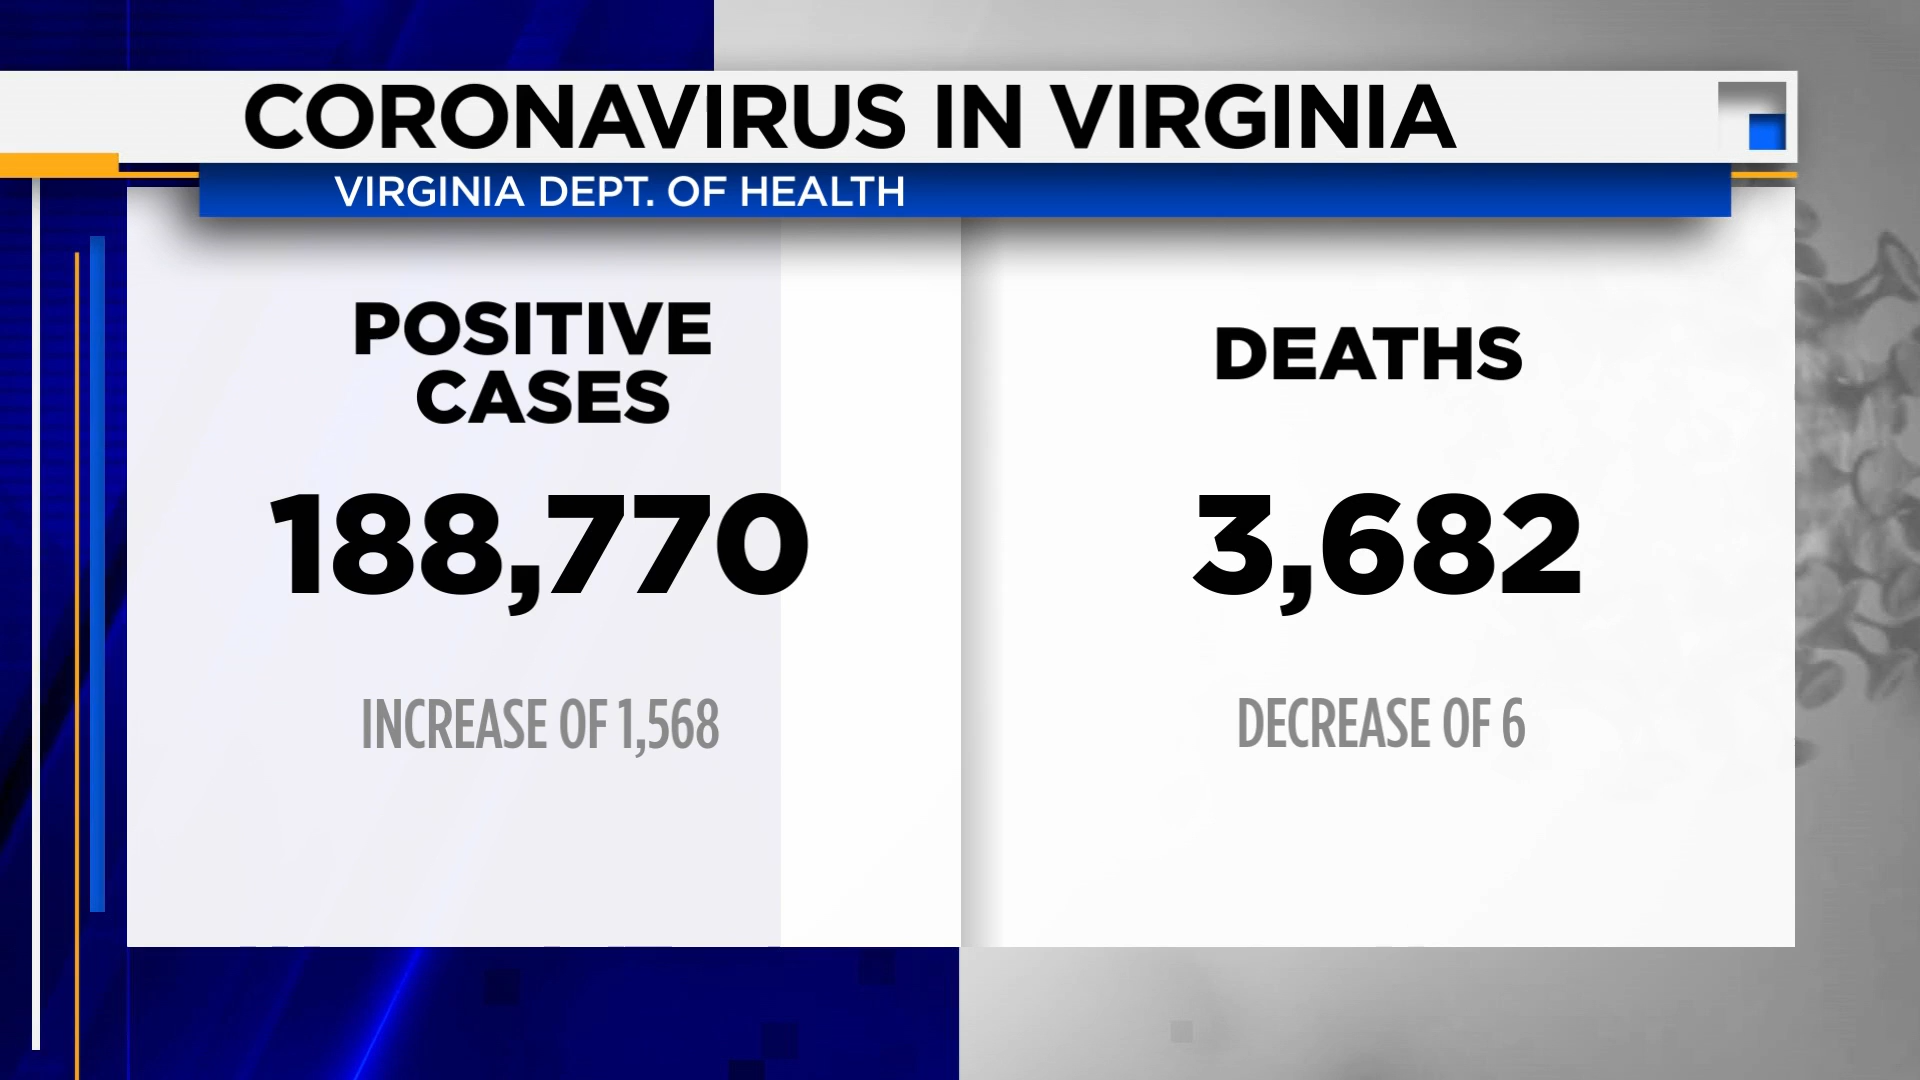 CORONAVIRUS IN VIRGINIA
VIRGINIA DEPT. OF HEALTH
POSITIVE
CASES
188,770
INCREASE OF 1,568
DEATHS
3,682
DECREASE OF 6